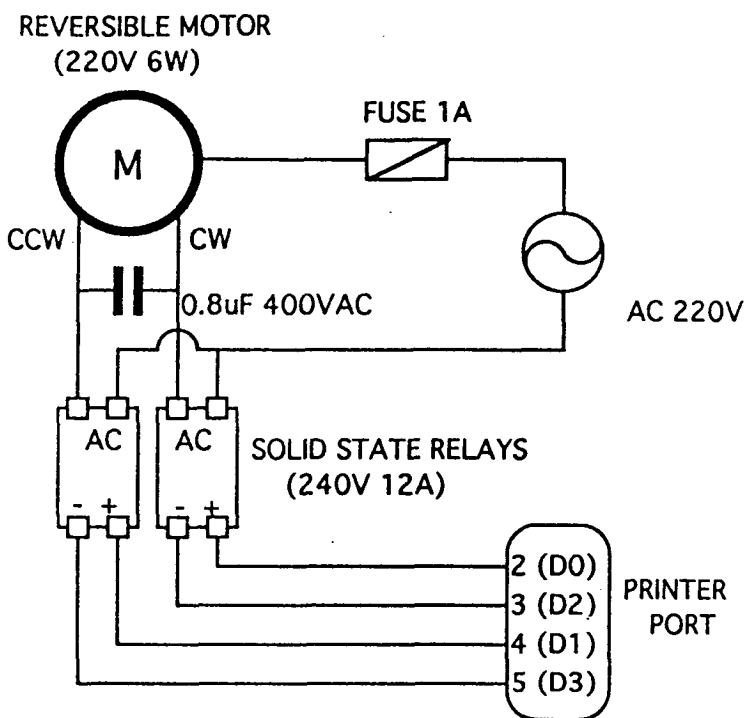 REVERSIBLE MOTOR
(220V 6W)
FUSE 1A
M
CCW
CW
0.8uF 400VAC
AC 220V
AC
AC
SOLID STATE RELAYS
(240V 12A)
- +
- +
2 (D0)
3 (D2)
4 (D1)
5 (D3)
PRINTER
PORT